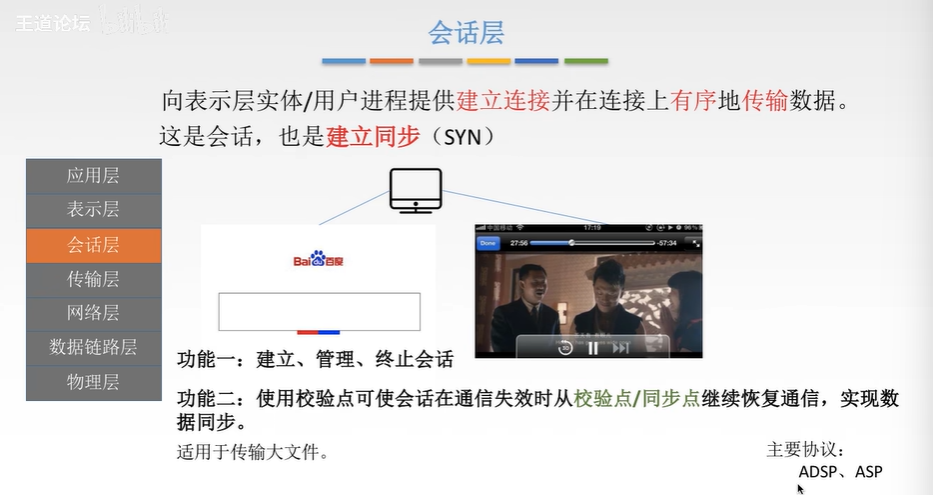 王道论坛
会话层
向表示层实体/用户进程提供建立连接并在连接上有序地传输数据。
这是会话，也是建立同步（SYN）
应用层
表示层
会话层
传输层
网络层
数据链路层
物理层
Bai百度
中国移动
17:19
96%
Done
27:56
-57:34
功能一：建立、管理、终止会话
功能二：使用校验点可使会话在通信失效时从校验点/同步点继续恢复通信，实现数
据同步。
适用于传输大文件。
主要协议：
ADSP、ASP